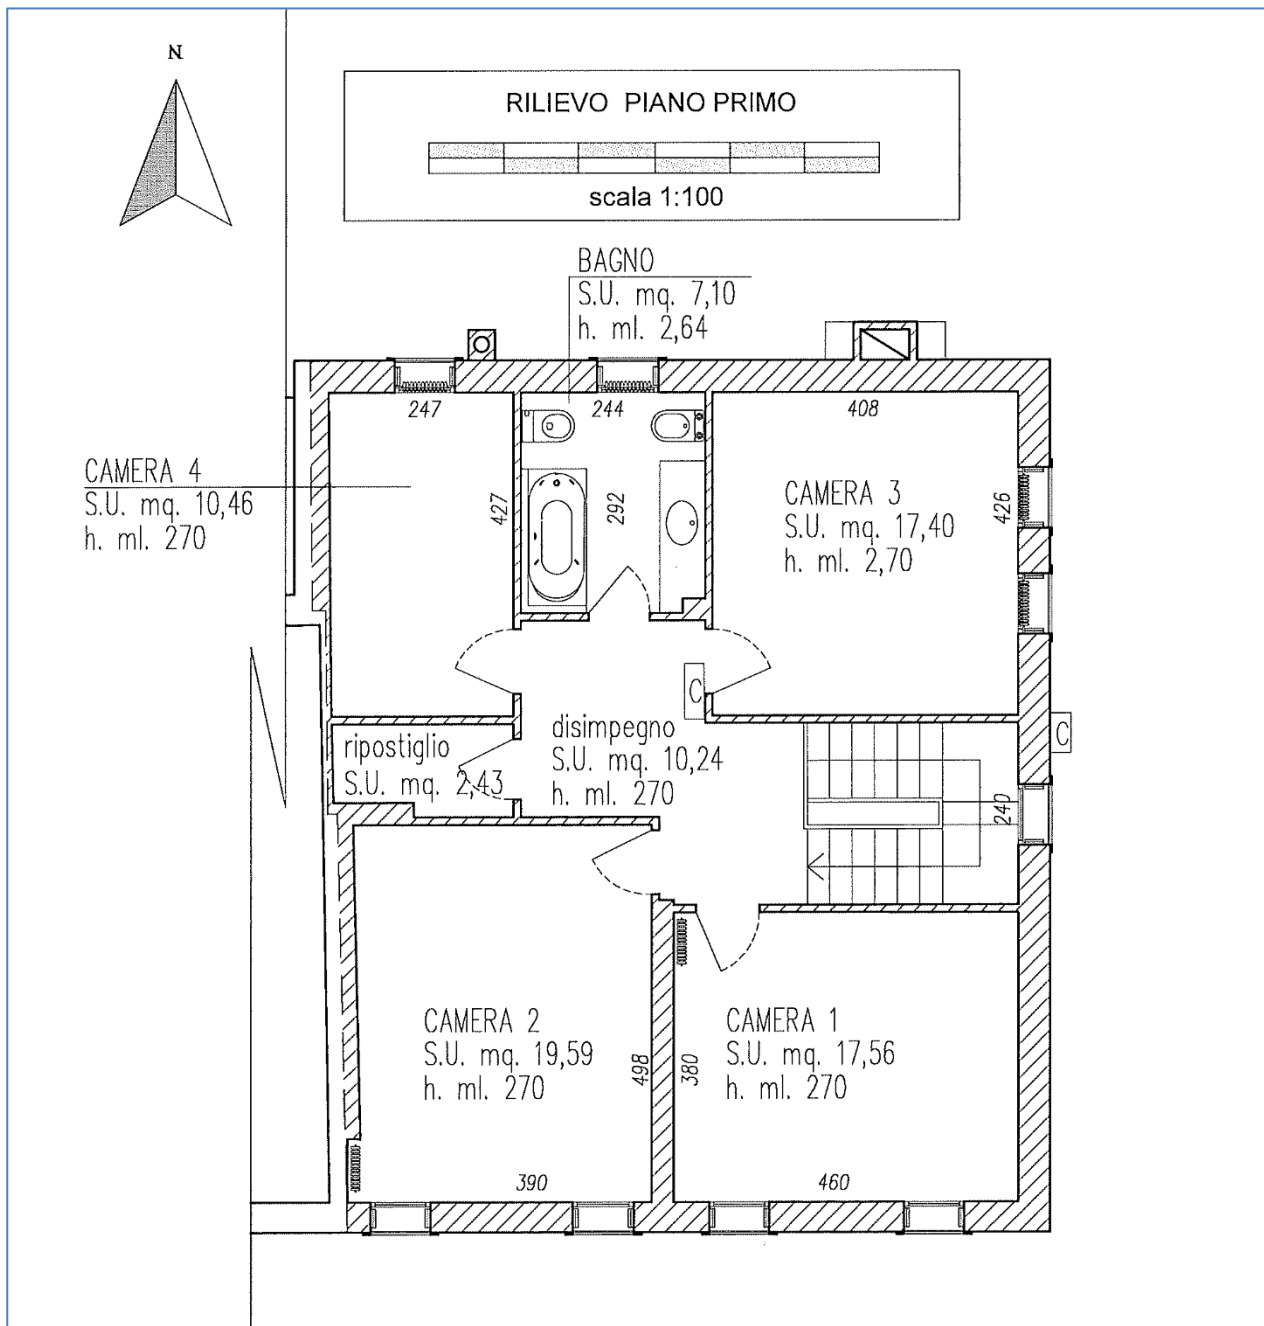 N
RILIEVO PIANO PRIMO
scala 1:100
BAGNO
S.U. mq. 7,10
h. ml. 2,64
247
244
408
CAMERA 4
S.U. mq. 10,46
h. ml. 270
427
292
CAMERA 3
S.U. mq. 17,40
h. ml. 2,70
426
C
ripostiglio
S.U. mq. 2,43
disimpegno
S.U. mq. 10,24
h. ml. 270
C
240
CAMERA 2
S.U. mq. 19,59
h. ml. 270
498
380
CAMERA 1
S.U. mq. 17,56
h. ml. 270
390
460